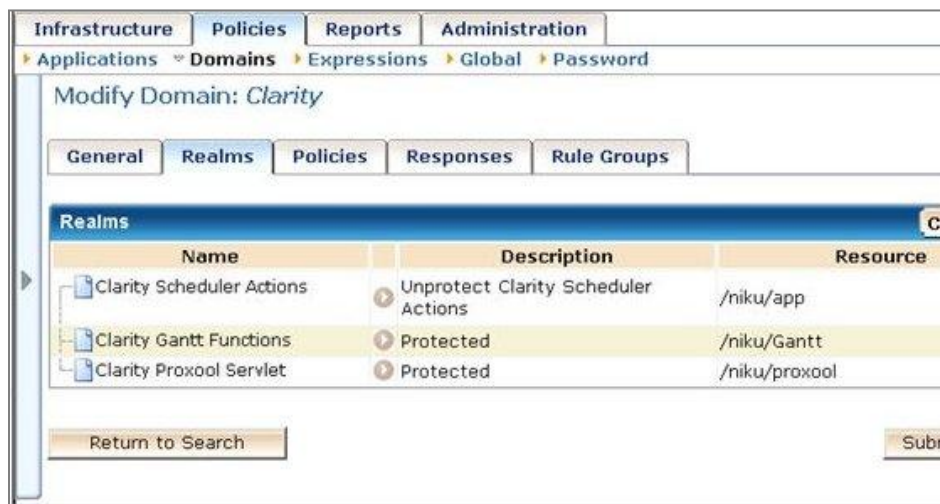 Infrastructure Policies Reports Administration
Applications Domains Expressions Global Password
Modify Domain: Clarity
General Realms Policies Responses Rule Groups
Realms
Name Description Resource
Clarity Scheduler Actions Unprotect Clarity Scheduler /niku/app
Actions
Clarity Gantt Functions Protected /niku/Gantt
Clarity Proxool Servlet Protected /niku/proxool
Return to Search